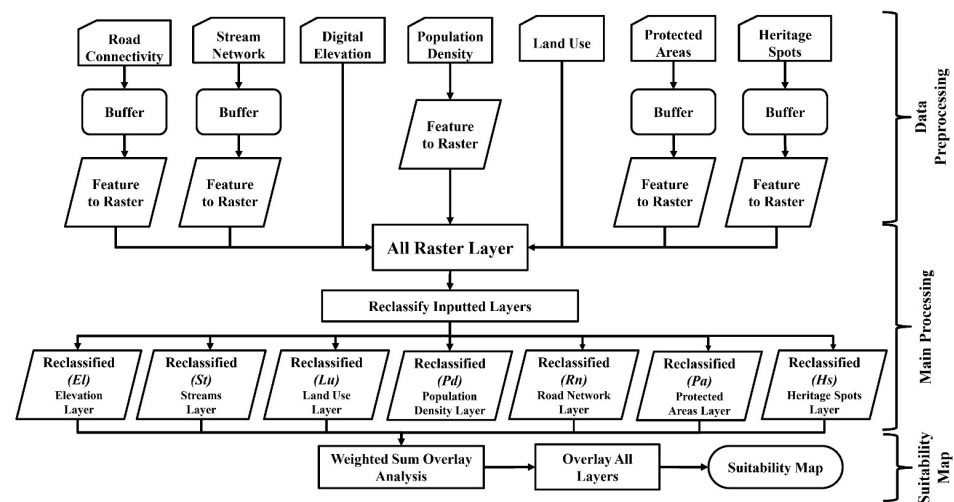 Road
Connectivity
Stream
Network
Digital
Elevation
Population
Density
Land Use
Protected
Areas
Heritage
Spots
Buffer
Buffer
Buffer
Buffer
Feature
to Raster
Feature
to Raster
Feature
to Raster
Feature
to Raster
Feature
to Raster
Data
Preprocessing
All Raster Layer
Reclassify Inputted Layers
Reclassified
(El)
Elevation
Layer
Reclassified
(St)
Streams
Layer
Reclassified
(Lu)
Land Use
Layer
Reclassified
(Pd)
Population
Density Layer
Reclassified
(Rn)
Road Network
Layer
Reclassified
(Pa)
Protected
Areas Layer
Reclassified
(Hs)
Heritage Spots
Layer
Main Processing
Weighted Sum Overlay
Analysis
Overlay All
Layers
Suitability Map
Suitability
Map